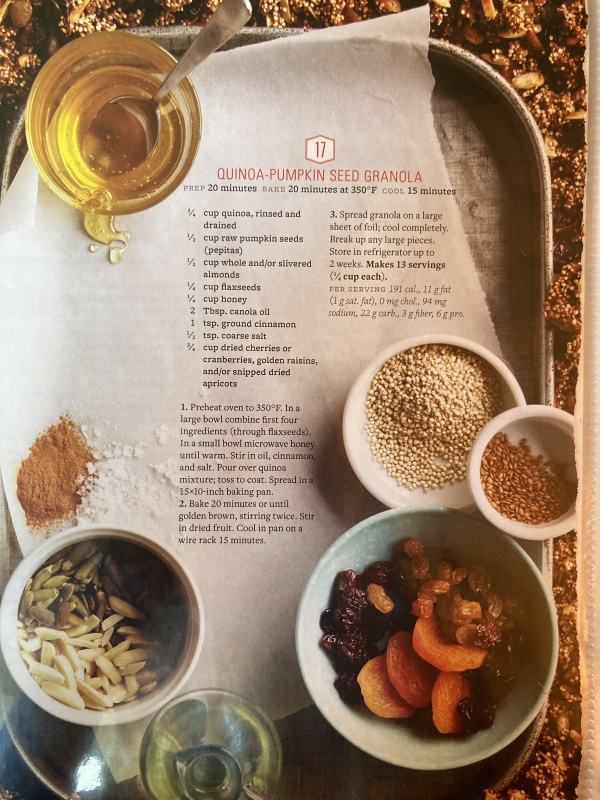 17
QUINOA-PUMPKIN SEED GRANOLA
PREP 20 minutes BAKE 20 minutes at 350°F COOL 15 minutes
¾ cup quinoa, rinsed and
drained
½ cup raw pumpkin seeds
(pepitas)
½ cup whole and/or slivered
almonds
¼ cup flaxseeds
¼ cup honey
2 Tbsp. canola oil
1 tsp. ground cinnamon
½ tsp. coarse salt
¾ cup dried cherries or
cranberries, golden raisins,
and/or snipped dried
apricots
1. Preheat oven to 350°F. In a
large bowl combine first four
ingredients (through flaxseeds).
In a small bowl microwave honey
until warm. Stir in oil, cinnamon,
and salt. Pour over quinoa
mixture; toss to coat. Spread in a
15×10-inch baking pan.
2. Bake 20 minutes or until
golden brown, stirring twice. Stir
in dried fruit. Cool in pan on a
wire rack 15 minutes.
3. Spread granola on a large
sheet of foil; cool completely.
Break up any large pieces.
Store in refrigerator up to
2 weeks. Makes 13 servings
(¼ cup each).
PER SERVING 191 cal., 11 g fat
(1 g sat. fat), 0 mg chol., 94 mg
sodium, 22 g carb., 3 g fiber, 6 g pro.